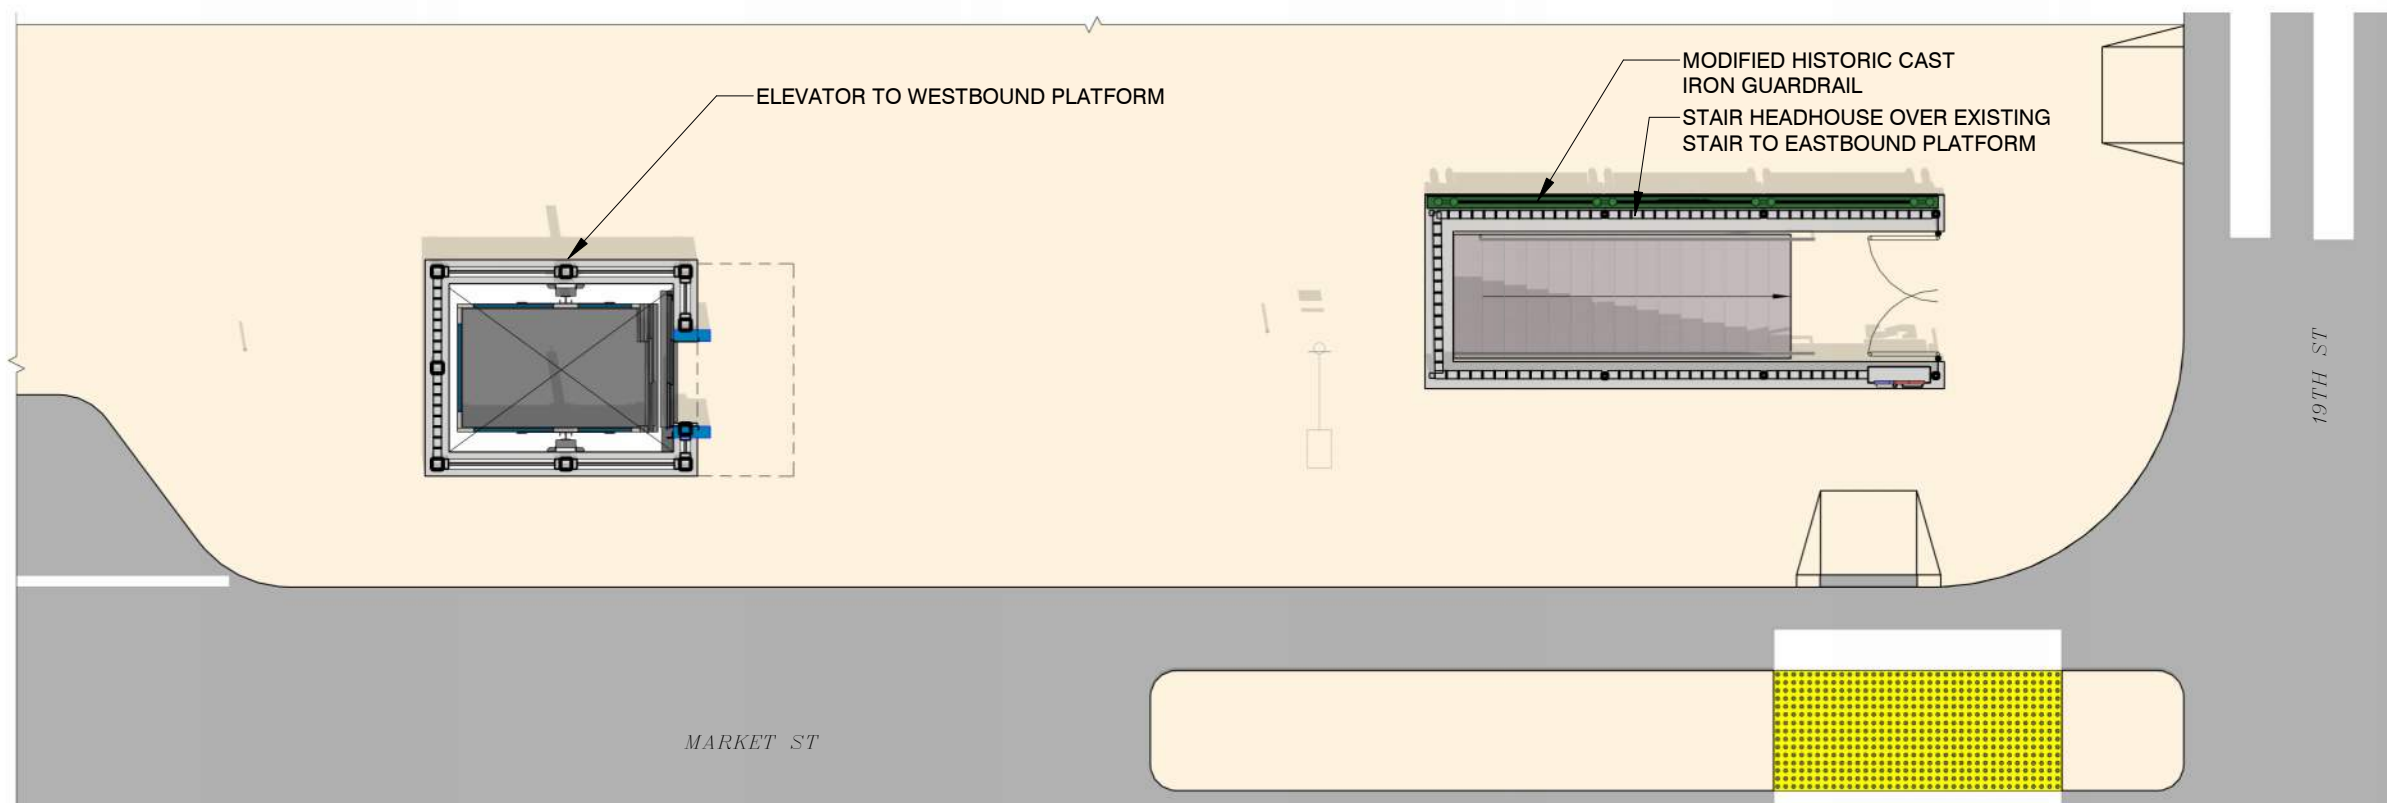 MODIFIED HISTORIC CAST
IRON GUARDRAIL
ELEVATOR TO WESTBOUND PLATFORM
STAIR HEADHOUSE OVER EXISTING
STAIR TO EASTBOUND PLATFORM
19TH ST
MARKET ST